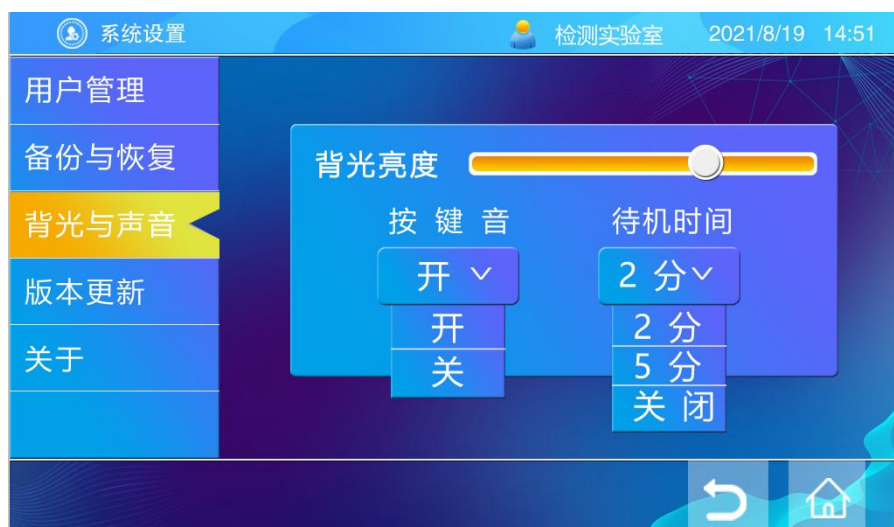 系统设置 检测实验室 2021/8/19 14:51
用户管理
备份与恢复
背光与声音
版本更新
关于
背光亮度
按 键 音 待机时间
开 2 分
开 2 分
关 5 分
关 闭